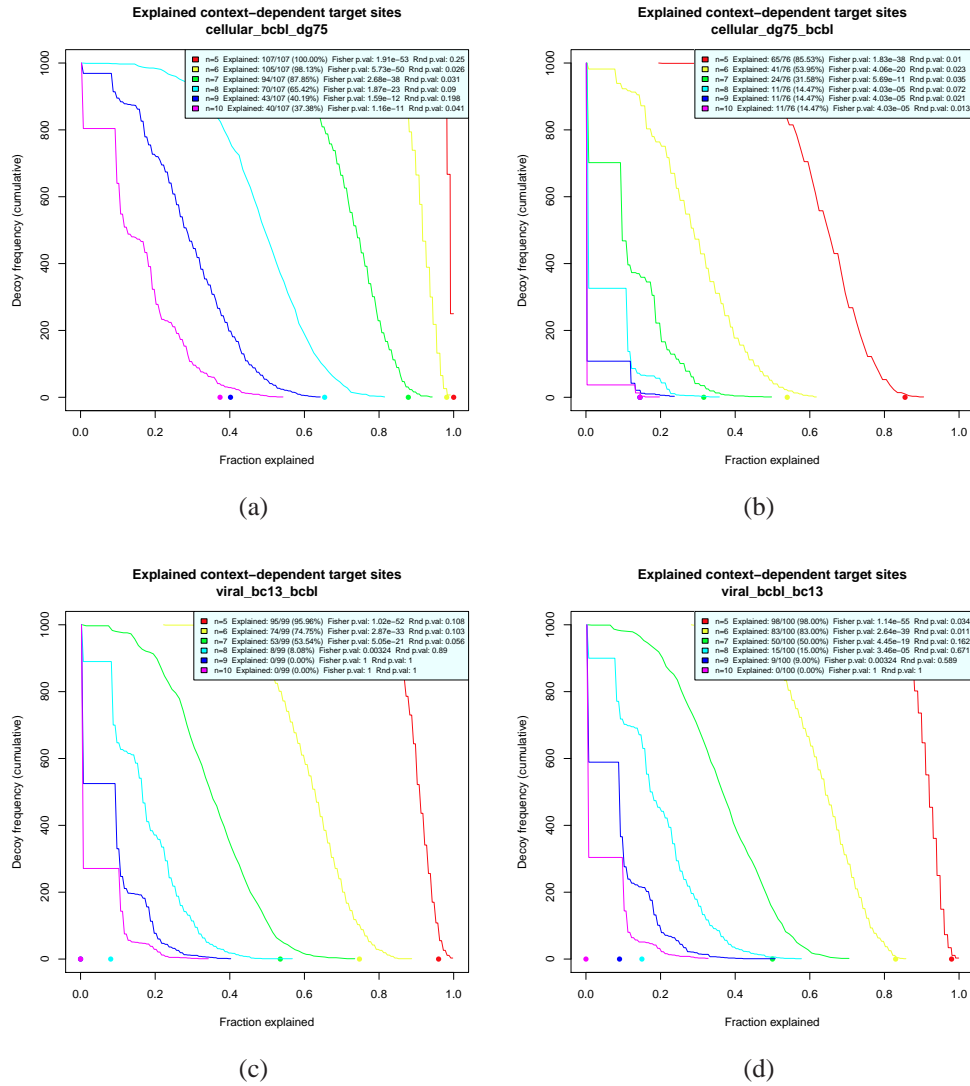 Explained context−dependent target sites
cellular_bcbl_dg75
n=5 Explained: 107/107 (100.00%) Fisher p.val: 1.91e−53 Rnd p.val: 0.25
n=6 Explained: 105/107 (98.13%) Fisher p.val: 5.73e−50 Rnd p.val: 0.026
n=7 Explained: 94/107 (87.85%) Fisher p.val: 2.68e−38 Rnd p.val: 0.031
n=8 Explained: 70/107 (65.42%) Fisher p.val: 1.87e−23 Rnd p.val: 0.09
n=9 Explained: 43/107 (40.19%) Fisher p.val: 1.59e−12 Rnd p.val: 0.198
n=10 Explained: 40/107 (37.38%) Fisher p.val: 1.16e−11 Rnd p.val: 0.041
Decoy frequency (cumulative)
0 200 400 600 800 1000
0.0 0.2 0.4 0.6 0.8 1.0
Fraction explained
(a)
Explained context−dependent target sites
cellular_dg75_bcbl
n=5 Explained: 65/76 (85.53%) Fisher p.val: 1.83e−38 Rnd p.val: 0.01
n=6 Explained: 41/76 (53.95%) Fisher p.val: 4.06e−20 Rnd p.val: 0.023
n=7 Explained: 24/76 (31.58%) Fisher p.val: 5.69e−11 Rnd p.val: 0.035
n=8 Explained: 11/76 (14.47%) Fisher p.val: 4.03e−05 Rnd p.val: 0.072
n=9 Explained: 11/76 (14.47%) Fisher p.val: 4.03e−05 Rnd p.val: 0.021
n=10 Explained: 11/76 (14.47%) Fisher p.val: 4.03e−05 Rnd p.val: 0.013
Decoy frequency (cumulative)
0 200 400 600 800 1000
0.0 0.2 0.4 0.6 0.8 1.0
Fraction explained
(b)
Explained context−dependent target sites
viral_bc13_bcbl
n=5 Explained: 95/99 (95.96%) Fisher p.val: 1.02e−52 Rnd p.val: 0.108
n=6 Explained: 74/99 (74.75%) Fisher p.val: 2.87e−33 Rnd p.val: 0.103
n=7 Explained: 53/99 (53.54%) Fisher p.val: 5.05e−21 Rnd p.val: 0.056
n=8 Explained: 8/99 (8.08%) Fisher p.val: 0.00324 Rnd p.val: 0.89
n=9 Explained: 0/99 (0.00%) Fisher p.val: 1 Rnd p.val: 1
n=10 Explained: 0/99 (0.00%) Fisher p.val: 1 Rnd p.val: 1
Decoy frequency (cumulative)
0 200 400 600 800 1000
0.0 0.2 0.4 0.6 0.8 1.0
Fraction explained
(c)
Explained context−dependent target sites
viral_bcbl_bc13
n=5 Explained: 98/100 (98.00%) Fisher p.val: 1.14e−55 Rnd p.val: 0.034
n=6 Explained: 83/100 (83.00%) Fisher p.val: 2.64e−39 Rnd p.val: 0.011
n=7 Explained: 50/100 (50.00%) Fisher p.val: 4.45e−19 Rnd p.val: 0.162
n=8 Explained: 15/100 (15.00%) Fisher p.val: 3.46e−05 Rnd p.val: 0.671
n=9 Explained: 9/100 (9.00%) Fisher p.val: 0.00324 Rnd p.val: 0.589
n=10 Explained: 0/100 (0.00%) Fisher p.val: 1 Rnd p.val: 1
Decoy frequency (cumulative)
0 200 400 600 800 1000
0.0 0.2 0.4 0.6 0.8 1.0
Fraction explained
(d)